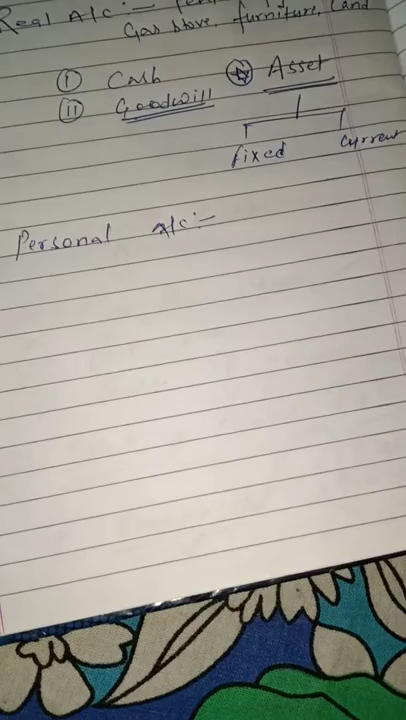 Real A/c :-
Gas stove, furniture, Land
(i) Cash
(ii) Goodwill
Asset
fixed current
Personal A/c :-